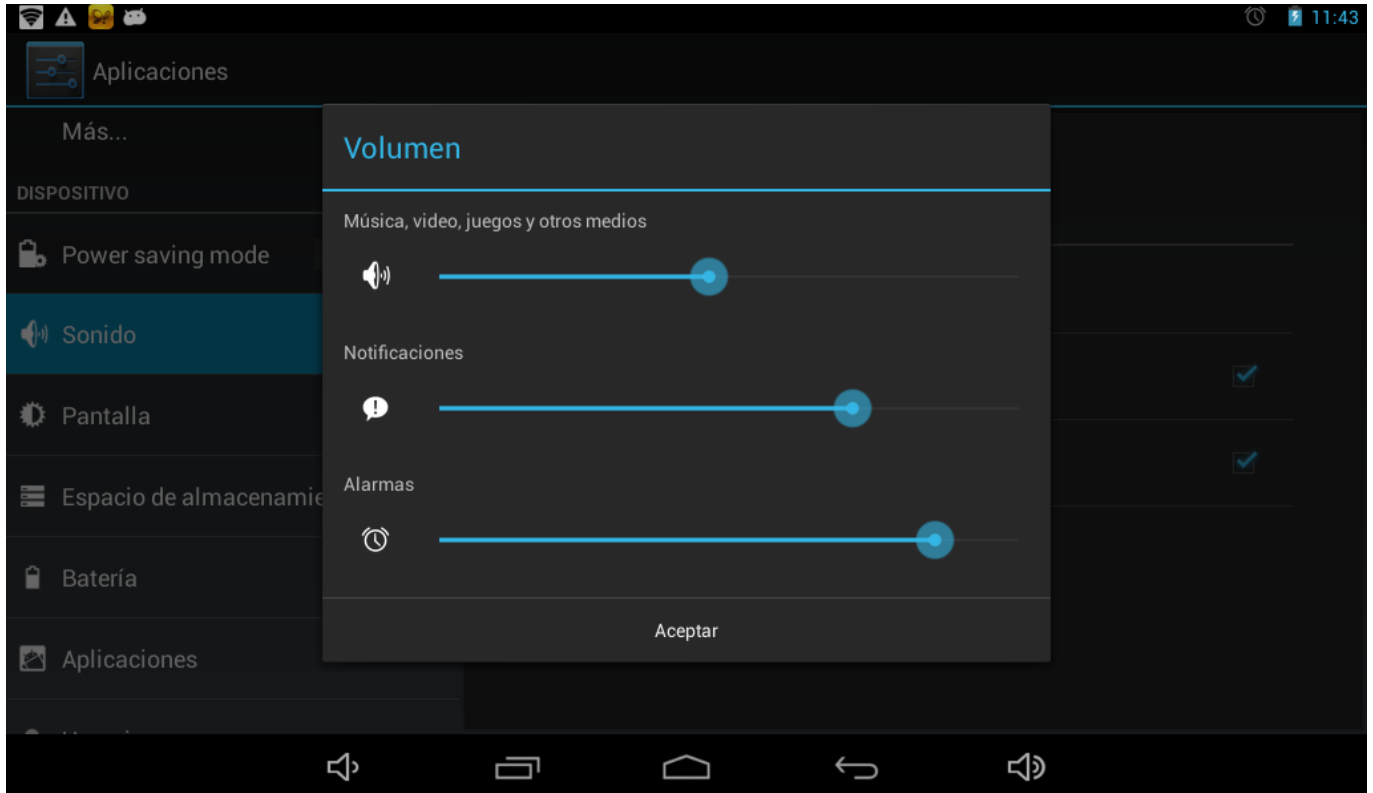 11:43
Aplicaciones
Más...
DISPOSITIVO
Power saving mode
Sonido
Pantalla
Espacio de almacenamie
Batería
Aplicaciones
Volumen
Música, video, juegos y otros medios
Notificaciones
Alarmas
Aceptar